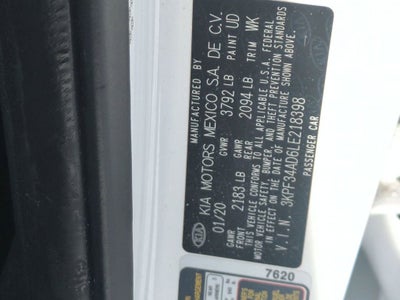 MANUFACTURED BY
KIA MOTORS MEXICO S.A. DE C.V.
01/20 GVWR 3792 LB PAINT UD
GAWR FRONT 2183 LB GAWR REAR 2094 LB TRIM WK
THIS VEHICLE CONFORMS TO ALL APPLICABLE U.S.A. FEDERAL
MOTOR VEHICLE SAFETY, BUMPER, AND THEFT PREVENTION STANDARDS
IN EFFECT ON THE DATE OF MANUFACTURE SHOWN ABOVE.
V.I.N. 3KPF34AD6LE218398
PASSENGER CAR
KIA
7620